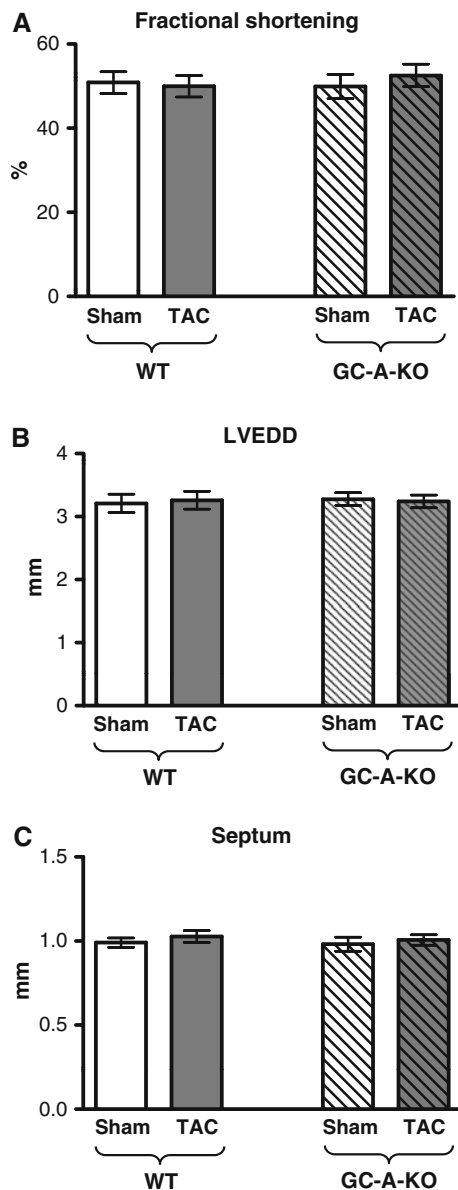 A Fractional shortening
60
40
%
20
0
Sham TAC Sham TAC
WT GC-A-KO
B LVEDD
4
3
mm
2
1
0
Sham TAC Sham TAC
WT GC-A-KO
C Septum
1.5
1.0
mm
0.5
0.0
Sham TAC Sham TAC
WT GC-A-KO